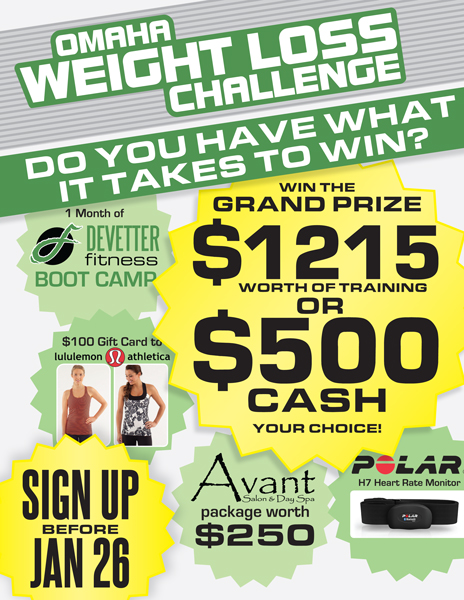 OMAHA
WEIGHT LOSS
CHALLENGE
DO YOU HAVE WHAT
IT TAKES TO WIN?
WIN THE
GRAND PRIZE
$1215
WORTH OF TRAINING
OR
$500
CASH
YOUR CHOICE!
1 Month of
DEVETTER
fitness
BOOT CAMP
$100 Gift Card to
lululemon athletica
SIGN UP
BEFORE
JAN 26
Avant
Salon & Day Spa
package worth
$250
POLAR
H7 Heart Rate Monitor
POLAR